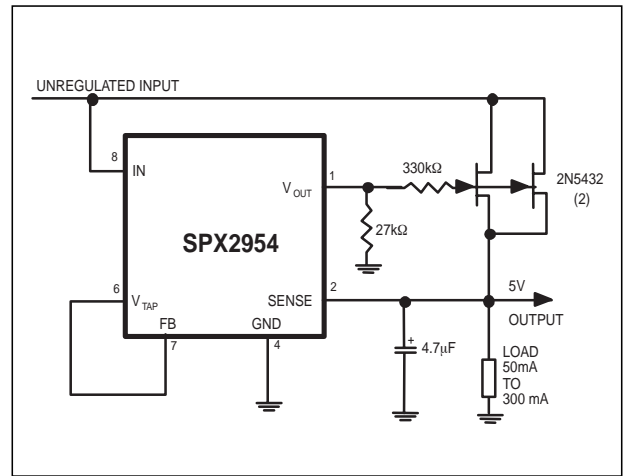 UNREGULATED INPUT
8
IN
1
V OUT
330kΩ
2N5432
(2)
27kΩ
SPX2954
6
V TAP
2
SENSE
5V
OUTPUT
FB
GND
7
4
+
4.7µF
LOAD
50mA
TO
300 mA